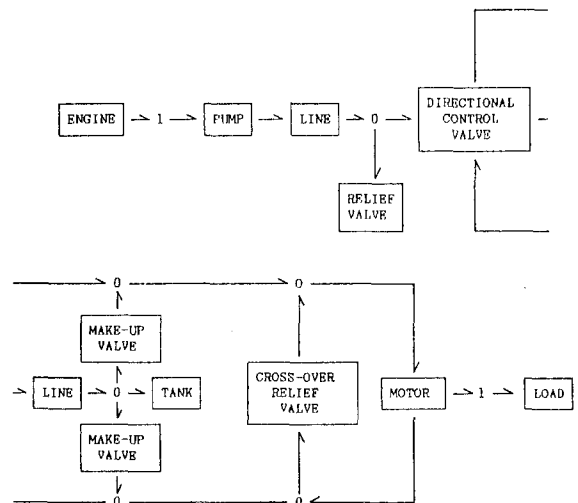 DIRECTIONAL
CONTROL
VALVE
ENGINE 1 PUMP LINE 0
RELIEF
VALVE
0 0
MAKE-UP
VALVE
LINE 0 TANK
CROSS-OVER
RELIEF
VALVE
MOTOR 1 LOAD
MAKE-UP
VALVE
0 0